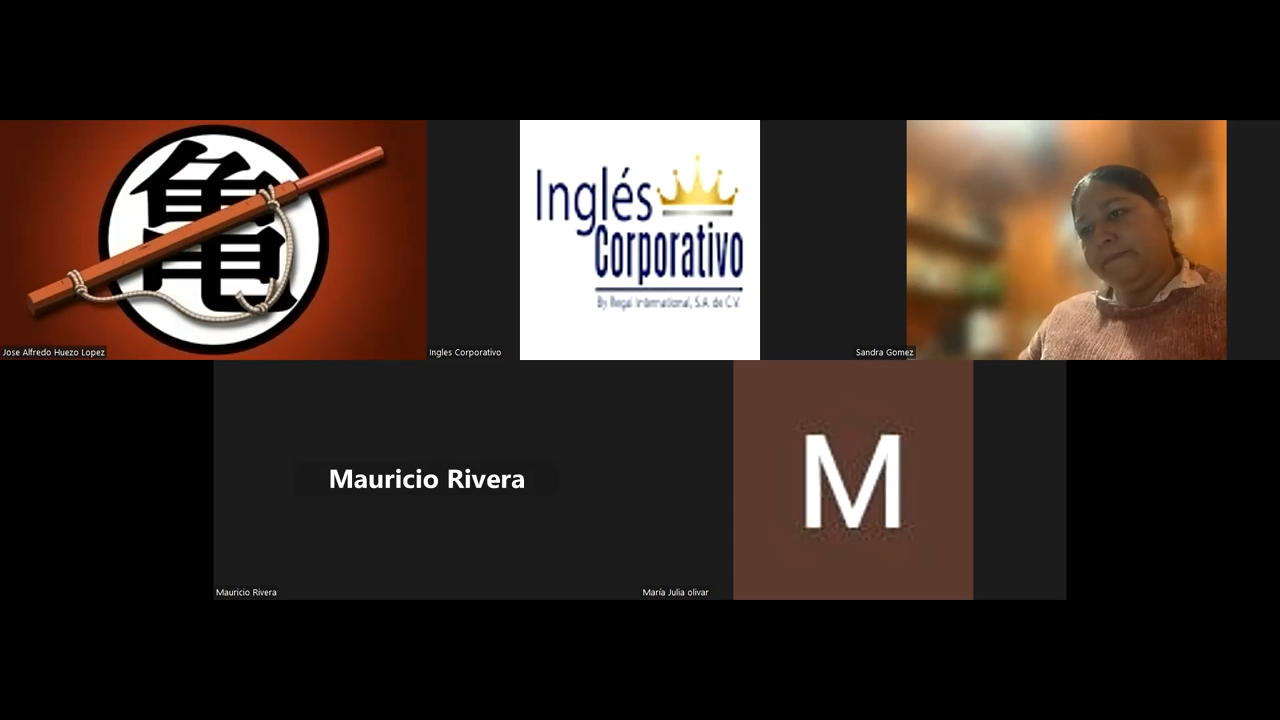 亀
Jose Alfredo Huezo Lopez
Inglés
Corporativo
By Regal International, S.A. de C.V.
Ingles Corporativo
Sandra Gomez
Mauricio Rivera
Mauricio Rivera
M
María Julia olivar